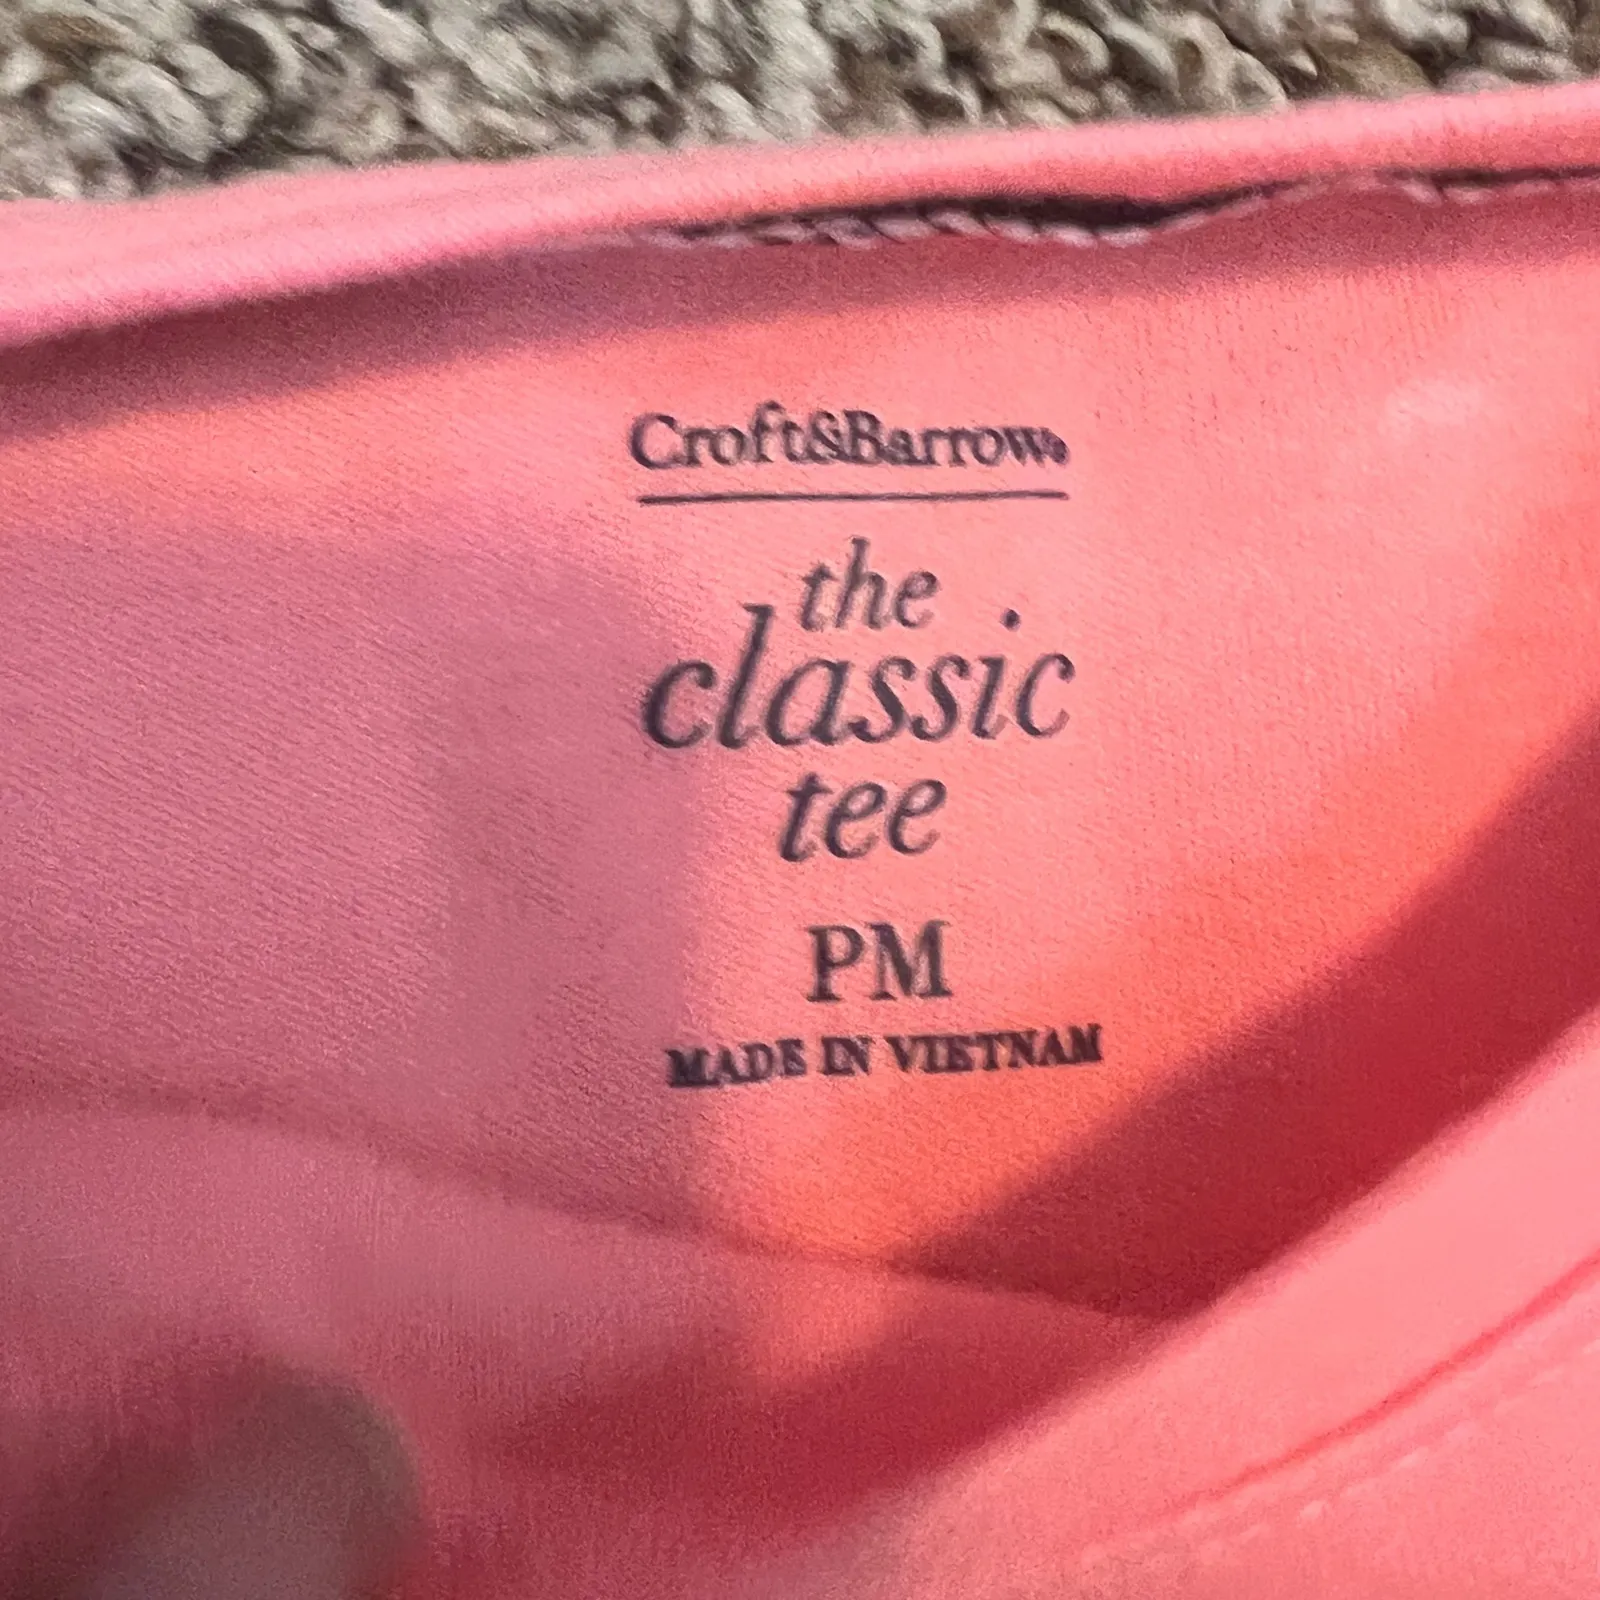 Croft&Barrow®
the
classic
tee
PM
MADE IN VIETNAM